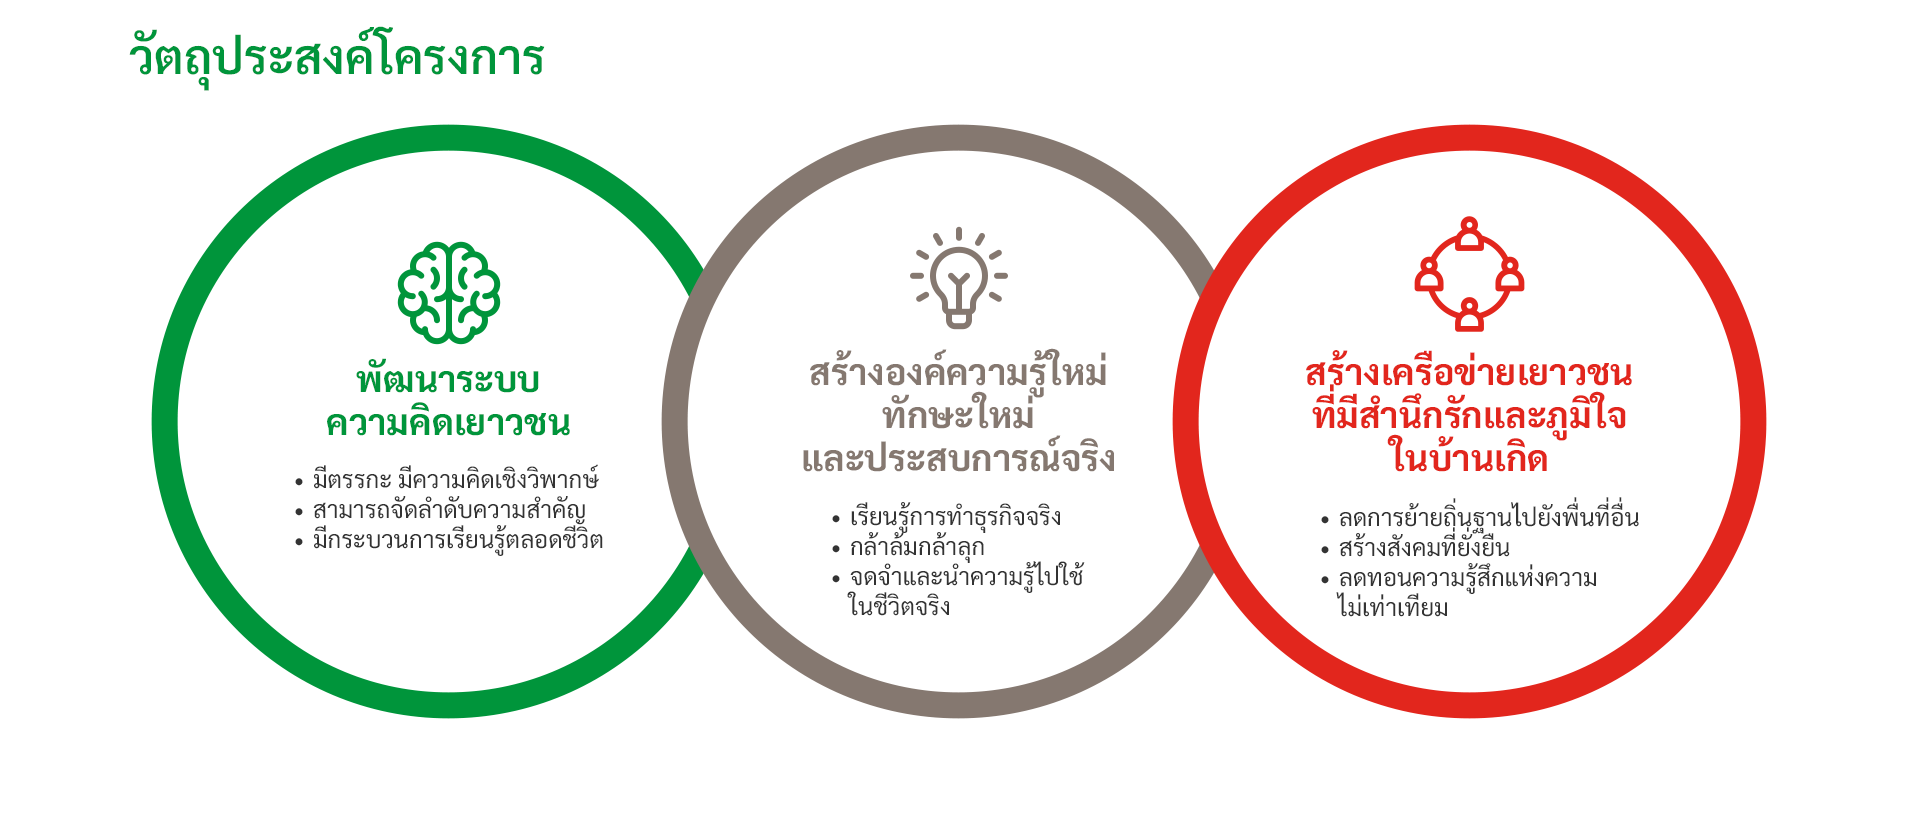 วัตถุประสงค์โครงการ
พัฒนาระบบ
ความคิดเยาวชน
• มีตรรกะ มีความคิดเชิงวิพากษ์
• สามารถจัดลำดับความสำคัญ
• มีกระบวนการเรียนรู้ตลอดชีวิต
สร้างองค์ความรู้ใหม่
ทักษะใหม่
และประสบการณ์จริง
• เรียนรู้การทำธุรกิจจริง
• กล้าล้มกล้าลุก
• จดจำและนำความรู้ไปใช้
ในชีวิตจริง
สร้างเครือข่ายเยาวชน
ที่มีสำนึกรักและภูมิใจ
ในบ้านเกิด
• ลดการย้ายถิ่นฐานไปยังพื่นที่อื่น
• สร้างสังคมที่ยั่งยืน
• ลดทอนความรู้สึกแห่งความ
ไม่เท่าเทียม